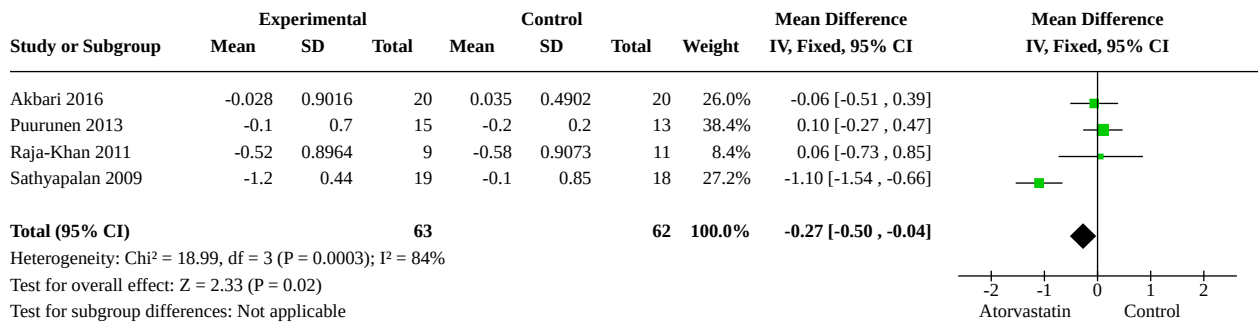 Experimental Control Mean Difference Mean Difference
Study or Subgroup Mean SD Total Mean SD Total Weight IV, Fixed, 95% CI IV, Fixed, 95% CI
Akbari 2016 -0.028 0.9016 20 0.035 0.4902 20 26.0% -0.06 [-0.51 , 0.39]
Puurunen 2013 -0.1 0.7 15 -0.2 0.2 13 38.4% 0.10 [-0.27 , 0.47]
Raja-Khan 2011 -0.52 0.8964 9 -0.58 0.9073 11 8.4% 0.06 [-0.73 , 0.85]
Sathyapalan 2009 -1.2 0.44 19 -0.1 0.85 18 27.2% -1.10 [-1.54 , -0.66]
Total (95% CI) 63 62 100.0% -0.27 [-0.50 , -0.04]
Heterogeneity: Chi² = 18.99, df = 3 (P = 0.0003); I² = 84%
Test for overall effect: Z = 2.33 (P = 0.02)
Test for subgroup differences: Not applicable
-2 -1 0 1 2
Atorvastatin Control